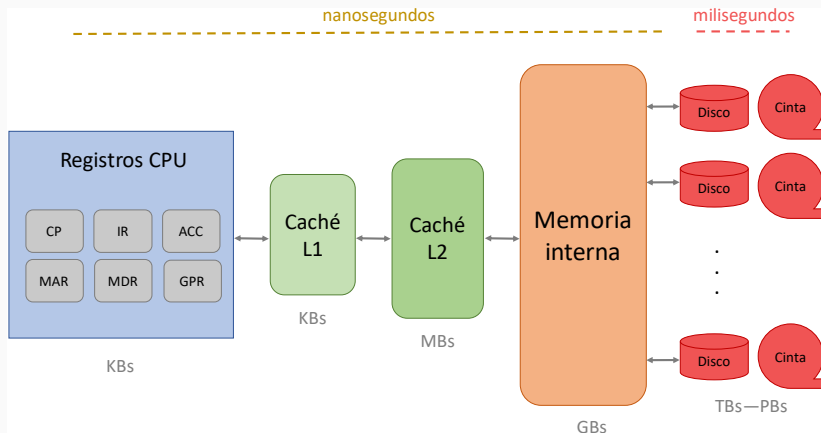 nanosegundos
milisegundos
Registros CPU
CP
IR
ACC
MAR
MDR
GPR
KBs
Caché
L1
KBs
Caché
L2
MBs
Memoria
interna
GBs
Disco
Cinta
Disco
Cinta
.
.
.
Disco
Cinta
TBs—PBs